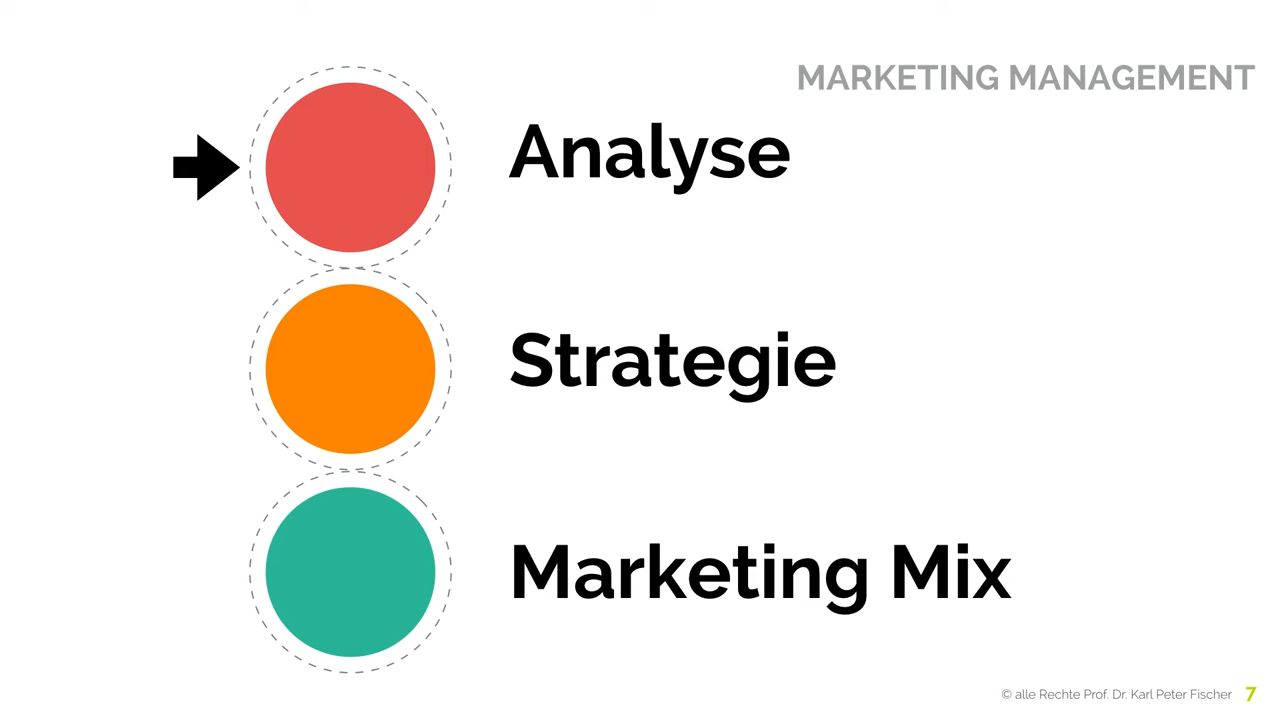 MARKETING MANAGEMENT
Analyse
Strategie
Marketing Mix
© alle Rechte Prof. Dr. Karl Peter Fischer 7